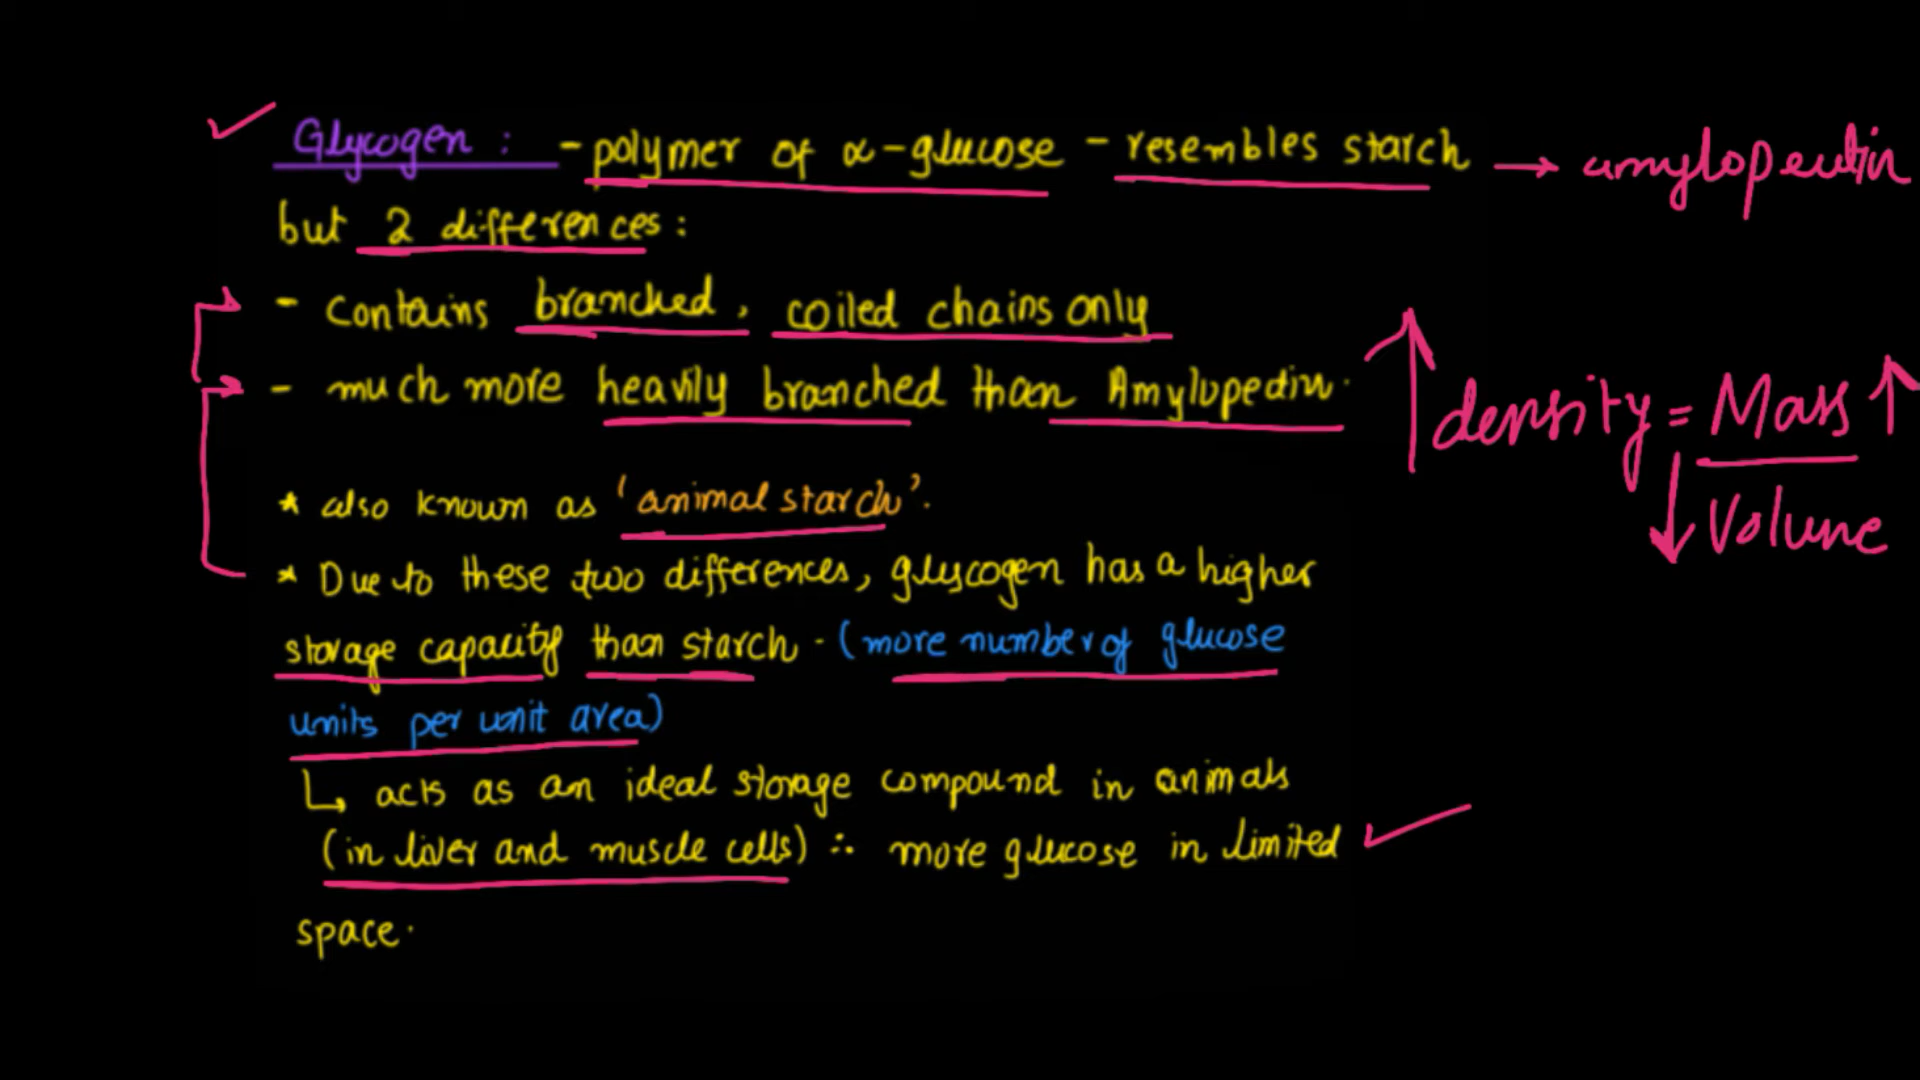 Glycogen : - polymer of α-glucose - resembles starch → amylopectin
but 2 differences :
- contains branched, coiled chains only
- much more heavily branched than Amylopectin.
↑ density = Mass ↑
↓ Volume
* also known as 'animal starch'.
* Due to these two differences, glycogen has a higher
storage capacity than starch. (more number of glucose
units per unit area)
↳ acts as an ideal storage compound in animals
(in liver and muscle cells) ∴ more glucose in limited
space.